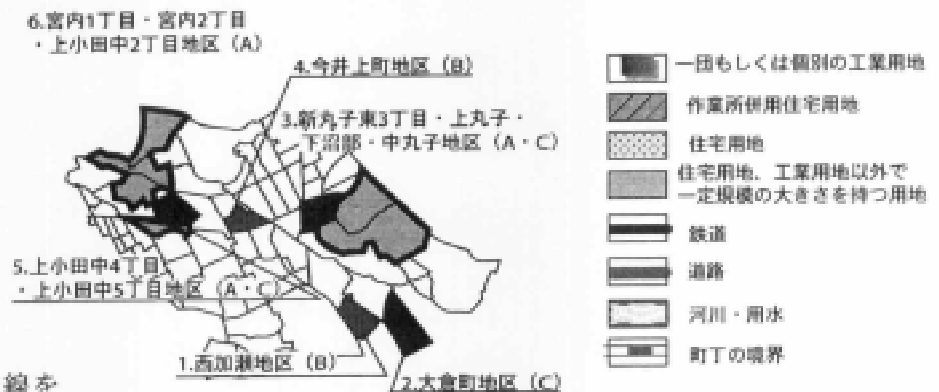 6.宮内1丁目・宮内2丁目
・上小田中2丁目地区（A）
4.今井上町地区（B）
3.新丸子東3丁目・上丸子・
下沼部・中丸子地区（A・C）
5.上小田中4丁目
・上小田中5丁目地区（A・C）
1.西加瀬地区（B）
2.大倉町地区（C）
線を
一団もしくは個別の工業用地
作業所併用住宅用地
住宅用地
住宅用地、工業用地以外で
一定規模の大きさを持つ用地
鉄道
道路
河川・用水
町丁の境界